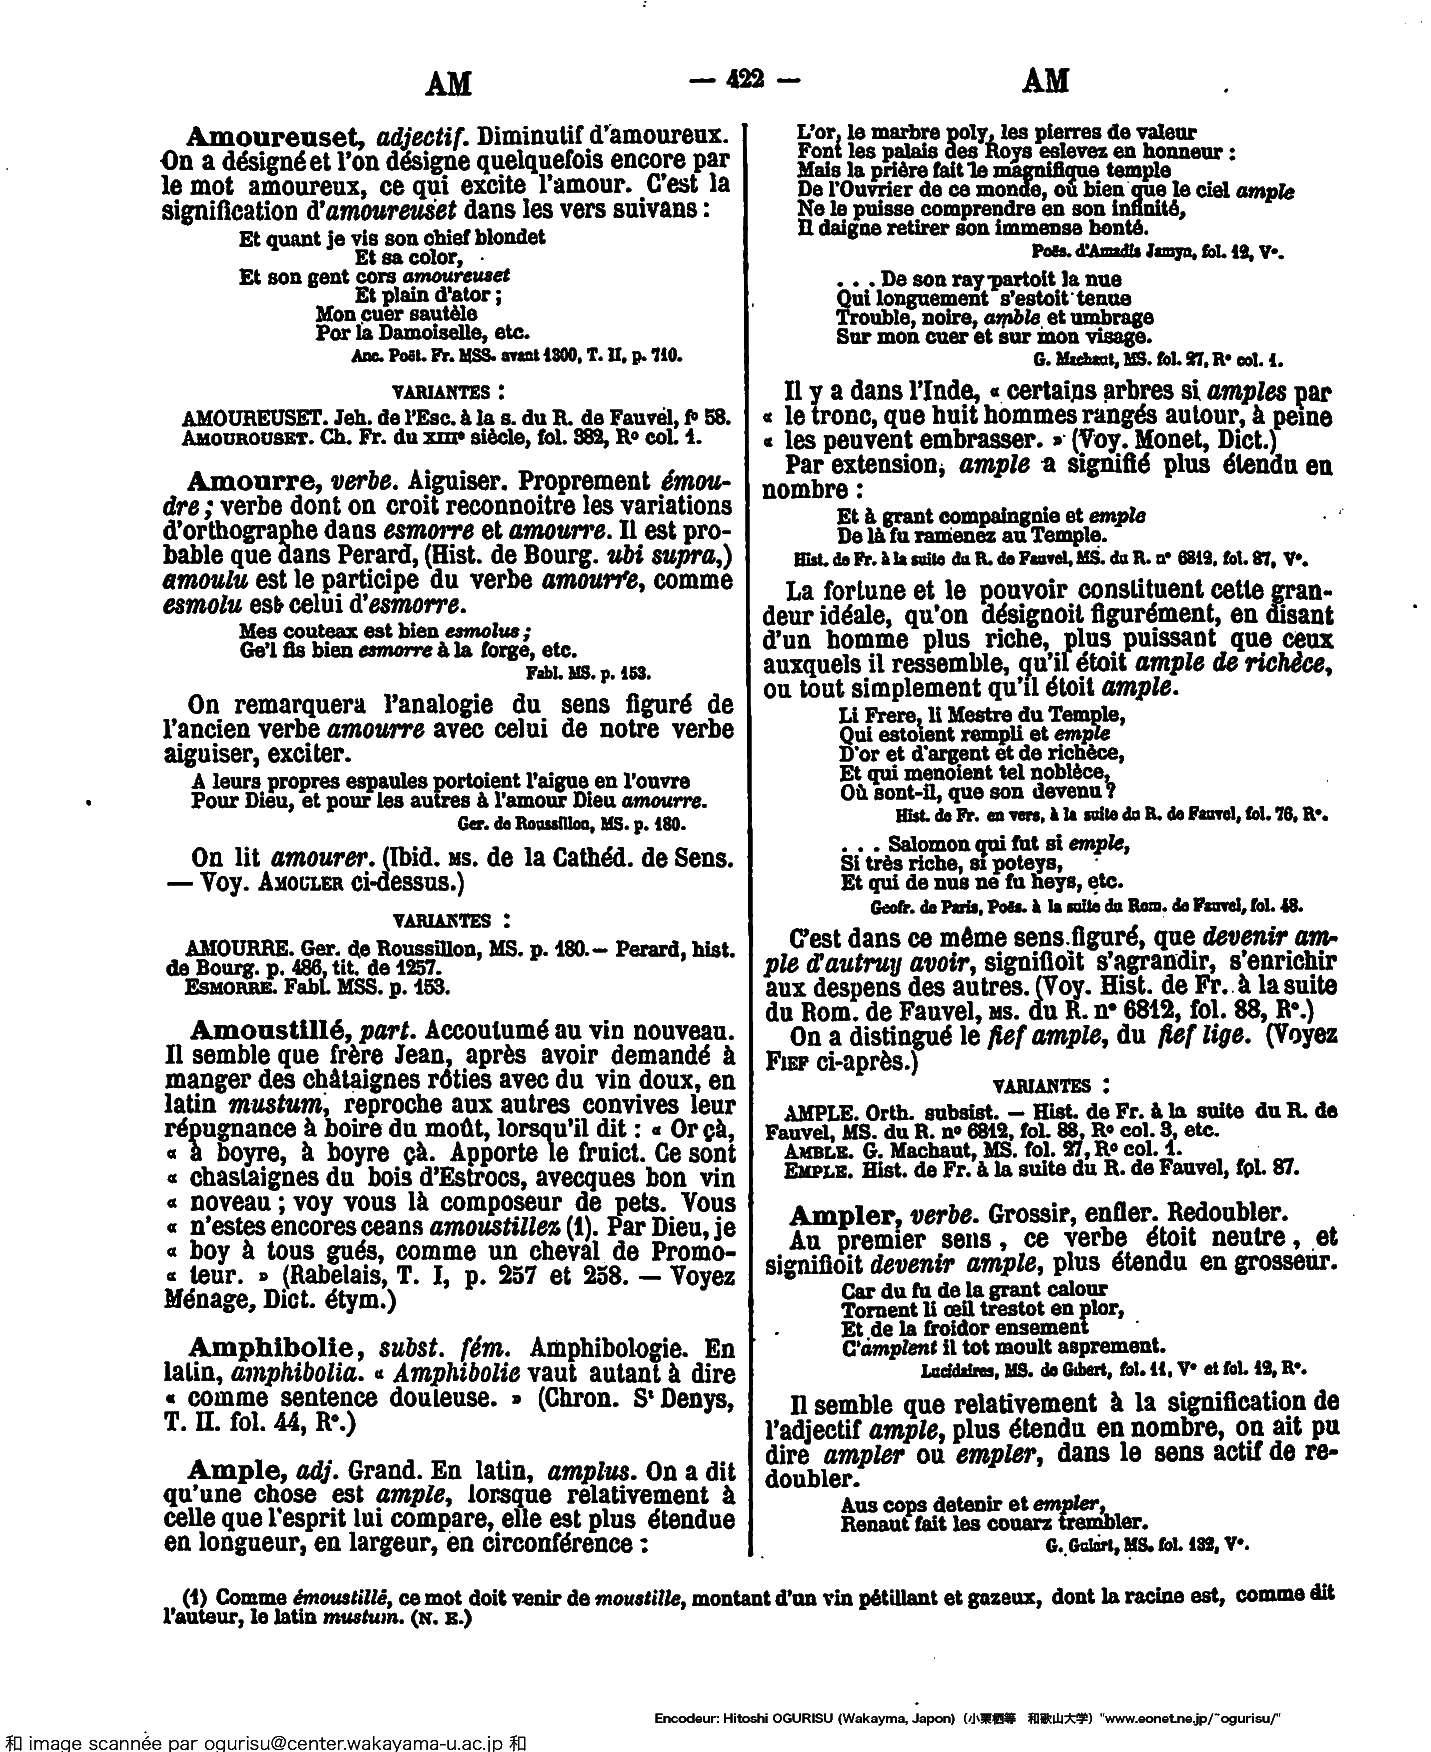 AM — 422 — AM
Amoureuset, adjectif. Diminutif d'amoureux.
On a désigné et l'on désigne quelquefois encore par
le mot amoureux, ce qui excite l'amour. C'est la
signification d'amoureuset dans les vers suivans :
Et quant je vis son chief blondet
Et sa color,
Et son gent cors amoureuset
Et plain d'ator ;
Mon cuer sautèle
Por la Damoiselle, etc.
Anc. Poët. Fr. MSS. avant 1300, T. II, p. 710.
VARIANTES :
AMOUREUSET. Jeh. de l'Esc. à la s. du R. de Fauvel, fº 58.
AMOUROUSET. Ch. Fr. du XIIIe siècle, fol. 382, Rº col. 1.
Amourre, verbe. Aiguiser. Proprement émou-
dre ; verbe dont on croit reconnoitre les variations
d'orthographe dans esmorre et amourre. Il est pro-
bable que dans Perard, (Hist. de Bourg. ubi supra,)
amoulu est le participe du verbe amourre, comme
esmolu est celui d'esmorre.
Mes couteax est bien esmolus ;
Ge'l fis bien esmorre à la forge, etc.
Fabl. MS. p. 153.
On remarquera l'analogie du sens figuré de
l'ancien verbe amourre avec celui de notre verbe
aiguiser, exciter.
A leurs propres espaules portoient l'aigue en l'ouvre
Pour Dieu, et pour les autres à l'amour Dieu amourre.
Ger. de Roussillon, MS. p. 180.
On lit amourer. (Ibid. MS. de la Cathéd. de Sens.
— Voy. AMOULER ci-dessus.)
VARIANTES :
AMOURRE. Ger. de Roussillon, MS. p. 180. — Perard, hist.
de Bourg. p. 486, tit. de 1257.
ESMORRE. Fabl. MSS. p. 153.
Amoustillé, part. Accoutumé au vin nouveau.
Il semble que frère Jean, après avoir demandé à
manger des châtaignes rôties avec du vin doux, en
latin mustum, reproche aux autres convives leur
répugnance à boire du moût, lorsqu'il dit : « Or çà,
« à boyre, à boyre çà. Apporte le fruict. Ce sont
« chastaignes du bois d'Estrocs, avecques bon vin
« noveau ; voy vous là composeur de pets. Vous
« n'estes encores ceans amoustillez (1). Par Dieu, je
« boy à tous gués, comme un cheval de Promo-
« teur. » (Rabelais, T. I, p. 257 et 258. — Voyez
Ménage, Dict. étym.)
Amphibolie, subst. fém. Amphibologie. En
latin, amphibolia. « Amphibolie vaut autant à dire
« comme sentence douteuse. » (Chron. St Denys,
T. II. fol. 44, Rº.)
Ample, adj. Grand. En latin, amplus. On a dit
qu'une chose est ample, lorsque relativement à
celle que l'esprit lui compare, elle est plus étendue
en longueur, en largeur, en circonférence :
L'or, le marbre poly, les pierres de valeur
Font les palais des Roys eslevez en honneur :
Mais la prière fait le magnifique temple
De l'Ouvrier de ce monde, où bien que le ciel ample
Ne le puisse comprendre en son infinité,
Il daigne retirer son immense bonté.
Poës. d'Amadis Jamyn, fol. 12, Vº.
. . . De son ray partoit la nue
Qui longuement s'estoit tenue
Trouble, noire, amble et umbrage
Sur mon cuer et sur mon visage.
G. Machaut, MS. fol. 27, Rº col. 1.
Il y a dans l'Inde, « certains arbres si amples par
« le tronc, que huit hommes rangés autour, à peine
« les peuvent embrasser. » (Voy. Monet, Dict.)
Par extension, ample a signifié plus étendu en
nombre :
Et à grant compaingnie et emple
De là fu ramenez au Temple.
Hist. de Fr. à la suite du R. de Fauvel, MS. du R. nº 6812, fol. 87, Vº.
La fortune et le pouvoir constituent cette gran-
deur idéale, qu'on désignoit figurément, en disant
d'un homme plus riche, plus puissant que ceux
auxquels il ressemble, qu'il étoit ample de richèce,
ou tout simplement qu'il étoit ample.
Li Frere, li Mestre du Temple,
Qui estoient rempli et emple
D'or et d'argent et de richèce,
Et qui menoient tel noblèce,
Où sont-il, que son devenu ?
Hist. de Fr. en vers, à la suite du R. de Fauvel, fol. 76, Rº.
. . . Salomon qui fut si emple,
Si très riche, si poteys,
Et qui de nus ne fu heys, etc.
Geofr. de Paris, Poës. à la suite du Rom. de Fauvel, fol. 48.
C'est dans ce même sens figuré, que devenir am-
ple d'autruy avoir, signifioit s'agrandir, s'enrichir
aux despens des autres. (Voy. Hist. de Fr. à la suite
du Rom. de Fauvel, MS. du R. nº 6812, fol. 88, Rº.)
On a distingué le fief ample, du fief lige. (Voyez
FIEF ci-après.)
VARIANTES :
AMPLE. Orth. subsist. — Hist. de Fr. à la suite du R. de
Fauvel, MS. du R. nº 6812, fol. 88, Rº col. 3, etc.
AMBLE. G. Machaut, MS. fol. 27, Rº col. 1.
EMPLE. Hist. de Fr. à la suite du R. de Fauvel, fol. 87.
Ampler, verbe. Grossir, enfler. Redoubler.
Au premier sens, ce verbe étoit neutre, et
signifioit devenir ample, plus étendu en grosseur.
Car du fu de la grant calour
Tornent li œil trestot en plor,
Et de la froidor ensement
C'amplent il tot moult asprement.
Lucidaires, MS. de Gibert, fol. 11, Vº et fol. 12, Rº.
Il semble que relativement à la signification de
l'adjectif ample, plus étendu en nombre, on ait pu
dire ampler ou empler, dans le sens actif de re-
doubler.
Aus cops detenir et empler,
Renaut fait les couarz trembler.
G. Guiart, MS. fol. 132, Vº.
(1) Comme émoustillé, ce mot doit venir de moustille, montant d'un vin pétillant et gazeux, dont la racine est, comme dit
l'auteur, le latin mustum. (N. E.)
Encodeur: Hitoshi OGURISU (Wakayma, Japon) (小栗栖等 和歌山大学) "www.eonet.ne.jp/~ogurisu/"
和 image scannée par ogurisu@center.wakayama-u.ac.jp 和